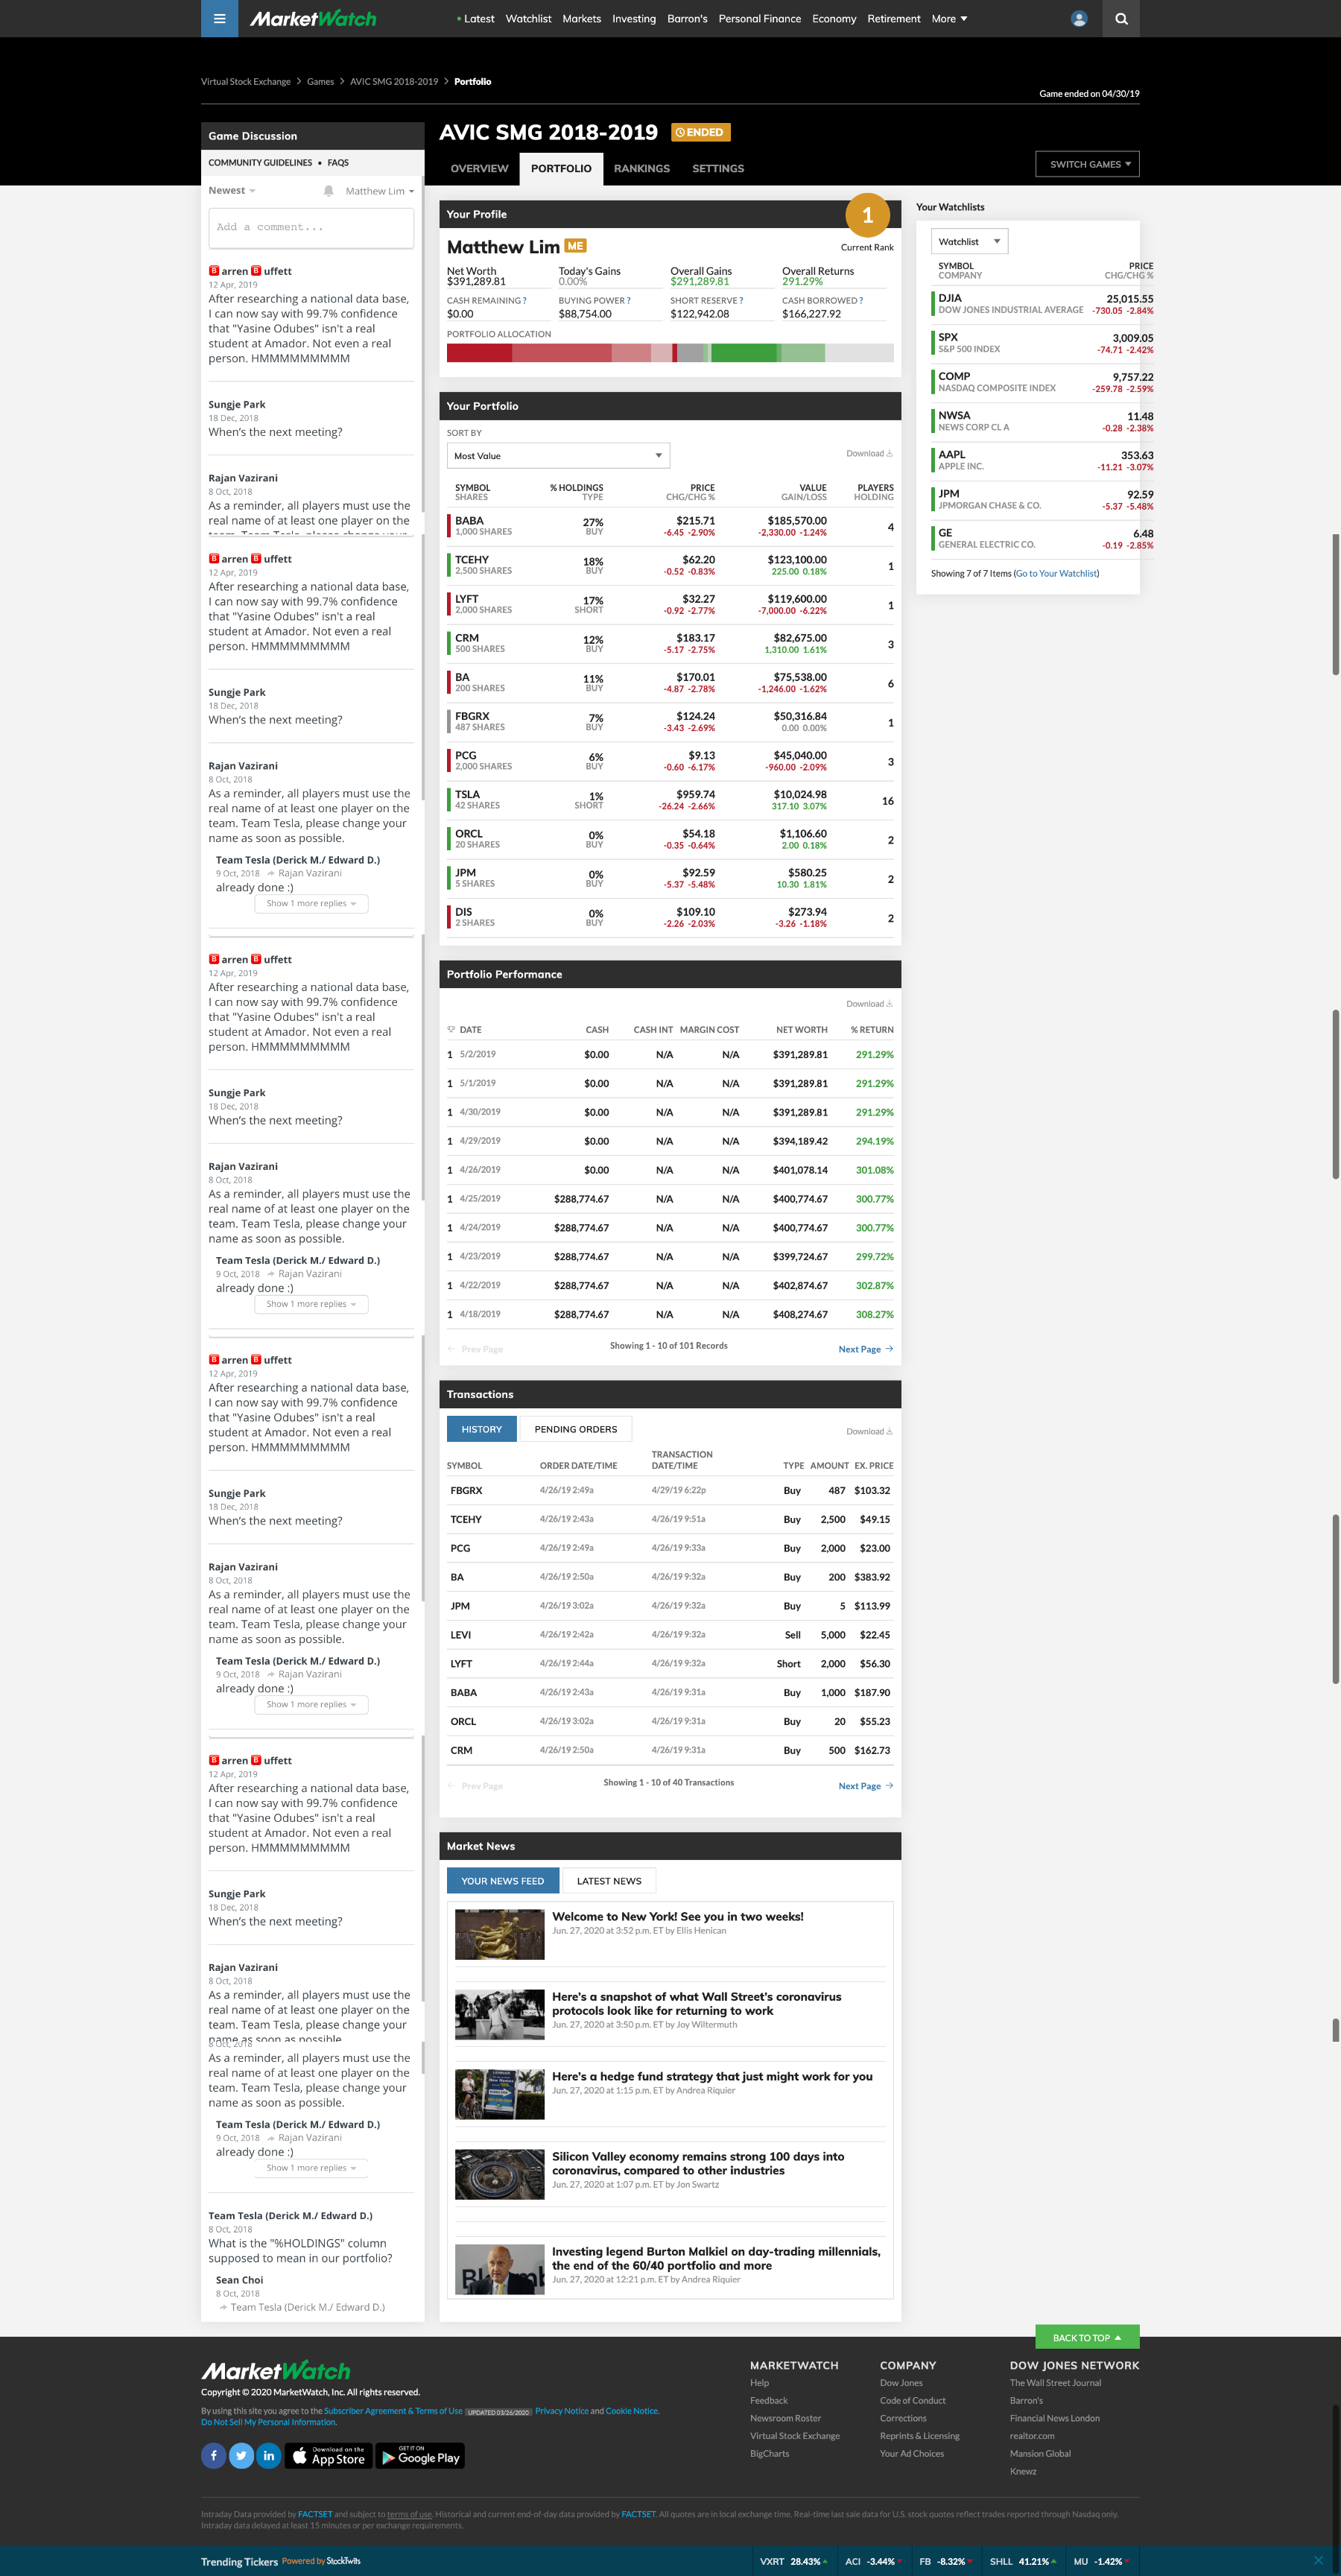 MarketWatch
Latest Watchlist Markets Investing Barron's Personal Finance Economy Retirement More
Virtual Stock Exchange > Games > AVIC SMG 2018-2019 > Portfolio
Game ended on 04/30/19
Game Discussion
COMMUNITY GUIDELINES • FAQS
Newest
Matthew Lim
Add a comment...
B arren B uffett
12 Apr, 2019
After researching a national data base,
I can now say with 99.7% confidence
that "Yasine Odubes" isn't a real
student at Amador. Not even a real
person. HMMMMMMMMM
Sungje Park
18 Dec, 2018
When's the next meeting?
Rajan Vazirani
8 Oct, 2018
As a reminder, all players must use the
real name of at least one player on the
team. Team Tesla, please change your
B arren B uffett
12 Apr, 2019
After researching a national data base,
I can now say with 99.7% confidence
that "Yasine Odubes" isn't a real
student at Amador. Not even a real
person. HMMMMMMMMM
Sungje Park
18 Dec, 2018
When's the next meeting?
Rajan Vazirani
8 Oct, 2018
As a reminder, all players must use the
real name of at least one player on the
team. Team Tesla, please change your
name as soon as possible.
Team Tesla (Derick M./ Edward D.)
9 Oct, 2018 Rajan Vazirani
already done :)
Show 1 more replies
B arren B uffett
12 Apr, 2019
After researching a national data base,
I can now say with 99.7% confidence
that "Yasine Odubes" isn't a real
student at Amador. Not even a real
person. HMMMMMMMMM
Sungje Park
18 Dec, 2018
When's the next meeting?
Rajan Vazirani
8 Oct, 2018
As a reminder, all players must use the
real name of at least one player on the
team. Team Tesla, please change your
name as soon as possible.
Team Tesla (Derick M./ Edward D.)
9 Oct, 2018 Rajan Vazirani
already done :)
Show 1 more replies
B arren B uffett
12 Apr, 2019
After researching a national data base,
I can now say with 99.7% confidence
that "Yasine Odubes" isn't a real
student at Amador. Not even a real
person. HMMMMMMMMM
Sungje Park
18 Dec, 2018
When's the next meeting?
Rajan Vazirani
8 Oct, 2018
As a reminder, all players must use the
real name of at least one player on the
team. Team Tesla, please change your
name as soon as possible.
Team Tesla (Derick M./ Edward D.)
9 Oct, 2018 Rajan Vazirani
already done :)
Show 1 more replies
B arren B uffett
12 Apr, 2019
After researching a national data base,
I can now say with 99.7% confidence
that "Yasine Odubes" isn't a real
student at Amador. Not even a real
person. HMMMMMMMMM
Sungje Park
18 Dec, 2018
When's the next meeting?
Rajan Vazirani
8 Oct, 2018
As a reminder, all players must use the
real name of at least one player on the
team. Team Tesla, please change your
name as soon as possible
8 Oct, 2018
As a reminder, all players must use the
real name of at least one player on the
team. Team Tesla, please change your
name as soon as possible.
Team Tesla (Derick M./ Edward D.)
9 Oct, 2018 Rajan Vazirani
already done :)
Show 1 more replies
Team Tesla (Derick M./ Edward D.)
8 Oct, 2018
What is the "%HOLDINGS" column
supposed to mean in our portfolio?
Sean Choi
8 Oct, 2018
Team Tesla (Derick M./ Edward D.)
AVIC SMG 2018-2019 ENDED
OVERVIEW PORTFOLIO RANKINGS SETTINGS
SWITCH GAMES
Your Profile
1
Current Rank
Matthew Lim ME
Net Worth Today's Gains Overall Gains Overall Returns
$391,289.81 0.00% $291,289.81 291.29%
CASH REMAINING ? BUYING POWER ? SHORT RESERVE ? CASH BORROWED ?
$0.00 $88,754.00 $122,942.08 $166,227.92
PORTFOLIO ALLOCATION
Your Portfolio
SORT BY
Most Value
Download
SYMBOL % HOLDINGS PRICE VALUE PLAYERS
SHARES TYPE CHG/CHG % GAIN/LOSS HOLDING
BABA 27% $215.71 $185,570.00 4
1,000 SHARES BUY -6.45 -2.90% -2,330.00 -1.24%
TCEHY 18% $62.20 $123,100.00 1
2,500 SHARES BUY -0.52 -0.83% 225.00 0.18%
LYFT 17% $32.27 $119,600.00 1
2,000 SHARES SHORT -0.92 -2.77% -7,000.00 -6.22%
CRM 12% $183.17 $82,675.00 3
500 SHARES BUY -5.17 -2.75% 1,310.00 1.61%
BA 11% $170.01 $75,538.00 6
200 SHARES BUY -4.87 -2.78% -1,246.00 -1.62%
FBGRX 7% $124.24 $50,316.84 1
487 SHARES BUY -3.43 -2.69% 0.00 0.00%
PCG 6% $9.13 $45,040.00 3
2,000 SHARES BUY -0.60 -6.17% -960.00 -2.09%
TSLA 1% $959.74 $10,024.98 16
42 SHARES SHORT -26.24 -2.66% 317.10 3.07%
ORCL 0% $54.18 $1,106.60 2
20 SHARES BUY -0.35 -0.64% 2.00 0.18%
JPM 0% $92.59 $580.25 2
5 SHARES BUY -5.37 -5.48% 10.30 1.81%
DIS 0% $109.10 $273.94 2
2 SHARES BUY -2.26 -2.03% -3.26 -1.18%
Portfolio Performance
Download
DATE CASH CASH INT MARGIN COST NET WORTH % RETURN
1 5/2/2019 $0.00 N/A N/A $391,289.81 291.29%
1 5/1/2019 $0.00 N/A N/A $391,289.81 291.29%
1 4/30/2019 $0.00 N/A N/A $391,289.81 291.29%
1 4/29/2019 $0.00 N/A N/A $394,189.42 294.19%
1 4/26/2019 $0.00 N/A N/A $401,078.14 301.08%
1 4/25/2019 $288,774.67 N/A N/A $400,774.67 300.77%
1 4/24/2019 $288,774.67 N/A N/A $400,774.67 300.77%
1 4/23/2019 $288,774.67 N/A N/A $399,724.67 299.72%
1 4/22/2019 $288,774.67 N/A N/A $402,874.67 302.87%
1 4/18/2019 $288,774.67 N/A N/A $408,274.67 308.27%
Prev Page Showing 1 - 10 of 101 Records Next Page
Transactions
HISTORY PENDING ORDERS
Download
SYMBOL ORDER DATE/TIME TRANSACTION DATE/TIME TYPE AMOUNT EX. PRICE
FBGRX 4/26/19 2:49a 4/29/19 6:22p Buy 487 $103.32
TCEHY 4/26/19 2:43a 4/26/19 9:51a Buy 2,500 $49.15
PCG 4/26/19 2:49a 4/26/19 9:33a Buy 2,000 $23.00
BA 4/26/19 2:50a 4/26/19 9:32a Buy 200 $383.92
JPM 4/26/19 3:02a 4/26/19 9:32a Buy 5 $113.99
LEVI 4/26/19 2:42a 4/26/19 9:32a Sell 5,000 $22.45
LYFT 4/26/19 2:44a 4/26/19 9:32a Short 2,000 $56.30
BABA 4/26/19 2:43a 4/26/19 9:31a Buy 1,000 $187.90
ORCL 4/26/19 3:02a 4/26/19 9:31a Buy 20 $55.23
CRM 4/26/19 2:50a 4/26/19 9:31a Buy 500 $162.73
Prev Page Showing 1 - 10 of 40 Transactions Next Page
Market News
YOUR NEWS FEED LATEST NEWS
Welcome to New York! See you in two weeks!
Jun. 27, 2020 at 3:52 p.m. ET by Ellis Henican
Here's a snapshot of what Wall Street's coronavirus
protocols look like for returning to work
Jun. 27, 2020 at 3:50 p.m. ET by Joy Wiltermuth
Here's a hedge fund strategy that just might work for you
Jun. 27, 2020 at 1:15 p.m. ET by Andrea Riquier
Silicon Valley economy remains strong 100 days into
coronavirus, compared to other industries
Jun. 27, 2020 at 1:07 p.m. ET by Jon Swartz
Investing legend Burton Malkiel on day-trading millennials,
the end of the 60/40 portfolio and more
Jun. 27, 2020 at 12:21 p.m. ET by Andrea Riquier
Your Watchlists
Watchlist
SYMBOL PRICE
COMPANY CHG/CHG %
DJIA 25,015.55
DOW JONES INDUSTRIAL AVERAGE -730.05 -2.84%
SPX 3,009.05
S&P 500 INDEX -74.71 -2.42%
COMP 9,757.22
NASDAQ COMPOSITE INDEX -259.78 -2.59%
NWSA 11.48
NEWS CORP CL A -0.28 -2.38%
AAPL 353.63
APPLE INC. -11.21 -3.07%
JPM 92.59
JPMORGAN CHASE & CO. -5.37 -5.48%
GE 6.48
GENERAL ELECTRIC CO. -0.19 -2.85%
Showing 7 of 7 Items (Go to Your Watchlist)
BACK TO TOP
MarketWatch
Copyright © 2020 MarketWatch, Inc. All rights reserved.
By using this site you agree to the Subscriber Agreement & Terms of Use UPDATED 03/26/2020 Privacy Notice and Cookie Notice.
Do Not Sell My Personal Information.
Download on the App Store
GET IT ON Google Play
MARKETWATCH
Help
Feedback
Newsroom Roster
Virtual Stock Exchange
BigCharts
COMPANY
Dow Jones
Code of Conduct
Corrections
Reprints & Licensing
Your Ad Choices
DOW JONES NETWORK
The Wall Street Journal
Barron's
Financial News London
realtor.com
Mansion Global
Knewz
Intraday Data provided by FACTSET and subject to terms of use. Historical and current end-of-day data provided by FACTSET. All quotes are in local exchange time. Real-time last sale data for U.S. stock quotes reflect trades reported through Nasdaq only.
Intraday data delayed at least 15 minutes or per exchange requirements.
Trending Tickers Powered by StockTwits
VXRT 28.43% ACI -3.44% FB -8.32% SHLL 41.21% MU -1.42%